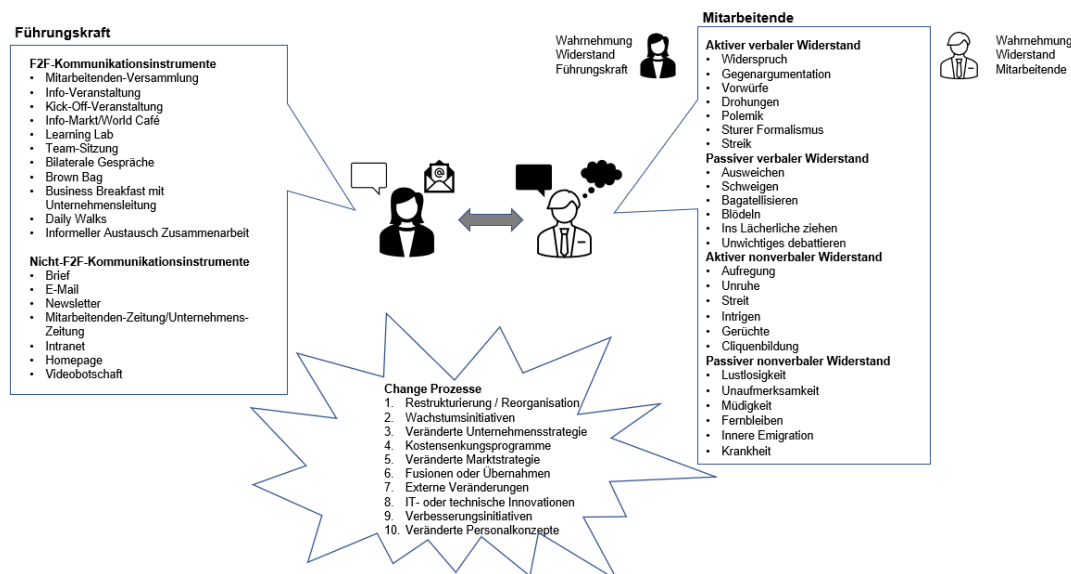 Führungskraft
F2F-Kommunikationsinstrumente
• Mitarbeitenden-Versammlung
• Info-Veranstaltung
• Kick-Off-Veranstaltung
• Info-Markt/World Café
• Learning Lab
• Team-Sitzung
• Bilaterale Gespräche
• Brown Bag
• Business Breakfast mit
Unternehmensleitung
• Daily Walks
• Informeller Austausch Zusammenarbeit
Nicht-F2F-Kommunikationsinstrumente
• Brief
• E-Mail
• Newsletter
• Mitarbeitenden-Zeitung/Unternehmens-
Zeitung
• Intranet
• Homepage
• Videobotschaft
@
Change Prozesse
1. Restrukturierung / Reorganisation
2. Wachstumsinitiativen
3. Veränderte Unternehmensstrategie
4. Kostensenkungsprogramme
5. Veränderte Marktstrategie
6. Fusionen oder Übernahmen
7. Externe Veränderungen
8. IT- oder technische Innovationen
9. Verbesserungsinitiativen
10. Veränderte Personalkonzepte
Wahrnehmung
Widerstand
Führungskraft
Mitarbeitende
Aktiver verbaler Widerstand
• Widerspruch
• Gegenargumentation
• Vorwürfe
• Drohungen
• Polemik
• Sturer Formalismus
• Streik
Passiver verbaler Widerstand
• Ausweichen
• Schweigen
• Bagatellisieren
• Blödeln
• Ins Lächerliche ziehen
• Unwichtiges debattieren
Aktiver nonverbaler Widerstand
• Aufregung
• Unruhe
• Streit
• Intrigen
• Gerüchte
• Cliquenbildung
Passiver nonverbaler Widerstand
• Lustlosigkeit
• Unaufmerksamkeit
• Müdigkeit
• Fernbleiben
• Innere Emigration
• Krankheit
Wahrnehmung
Widerstand
Mitarbeitende